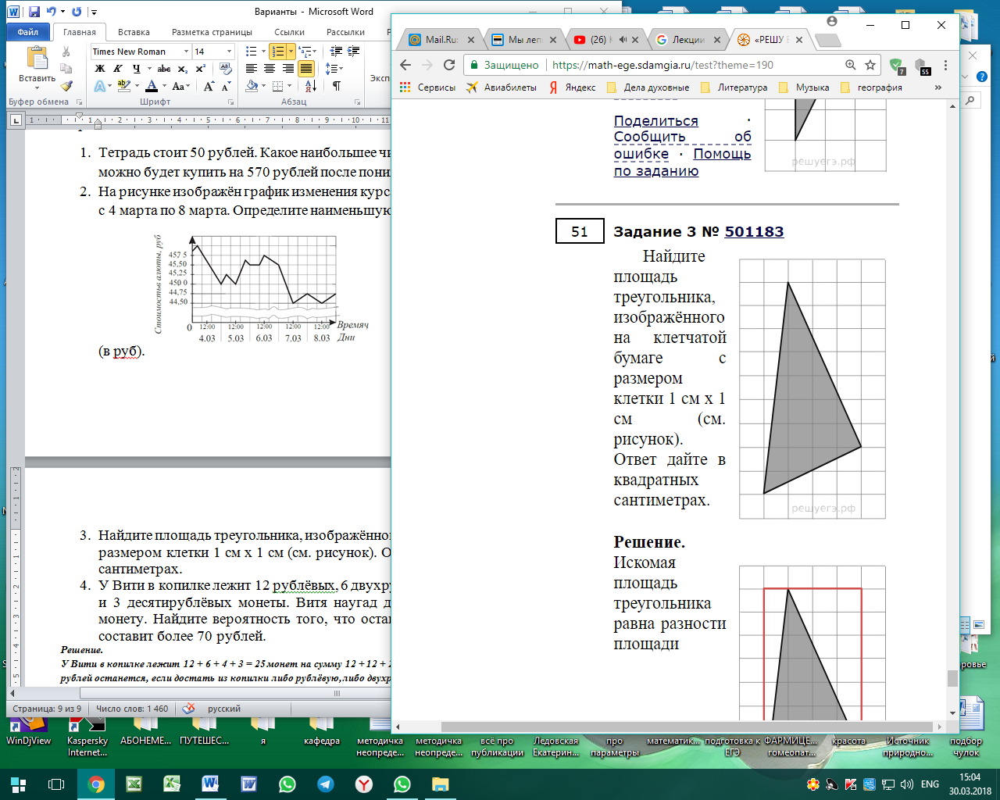 Варианты - Microsoft Word
Файл
Главная
Вставка
Разметка страницы
Ссылки
Рассылки
Вставить
Times New Roman
14
Буфер обмена
Шрифт
Абзац
1. Тетрадь стоит 50 рублей. Какое наибольшее
можно будет купить на 570 рублей после
2. На рисунке изображён график изменения
с 4 марта по 8 марта. Определите
Стоимостьв алюты, руб
457 5
45,50
45,25
450 0
44,75
44,50
0
12:00 12:00 12:00 12:00 12:00
Времяч
4.03 5.03 6.03 7.03 8.03 Дни
(в руб).
3. Найдите площадь треугольника,
размером клетки 1 см х 1 см (см. рисунок). О
сантиметрах.
4. У Вити в копилке лежит 12 рублёвых, 6
и 3 десятирублёвых монеты. Витя наугад д
монету. Найдите вероятность того, что
составит более 70 рублей.
Решение.
У Вити в копилке лежит 12 + 6 + 4 + 3 = 25 монет на сумму 12 + 12 + 2
рублей останется, если достать из копилки либо рублёвую, либо
Страница: 9 из 9
Число слов: 1 460
русский
Mail.Ru:
Мы леп
(26)
Лекции
«РЕШУ
Защищено
https://math-ege.sdamgia.ru/test?theme=190
Сервисы
Авиабилеты
Яндекс
Дела духовные
Литература
Музыка
география
»
Поделиться ·
Сообщить об
ошибке · Помощь
по заданию
решуегэ.рф
51
Задание 3 № 501183
Найдите
площадь
треугольника,
изображённого
на клетчатой
бумаге с
размером
клетки 1 см х 1
см (см.
рисунок).
Ответ дайте в
квадратных
сантиметрах.
решуегэ.рф
Решение.
Искомая
площадь
треугольника
равна разности
площади
WinDjView
Kaspersky
Internet...
АБОНЕМЕ...
ПУТЕШЕС...
я
кафедра
методичка
неопреде...
методичка
неопреде...
всё про
публикации
Ледовская
Екатерин...
про
параметры
математик...
подготовка к
ЕГЭ
ФАРМИЦЕ...
гомеопат...
красота
Источник
природно...
подбор
чулок
ENG
15:04
30.03.2018